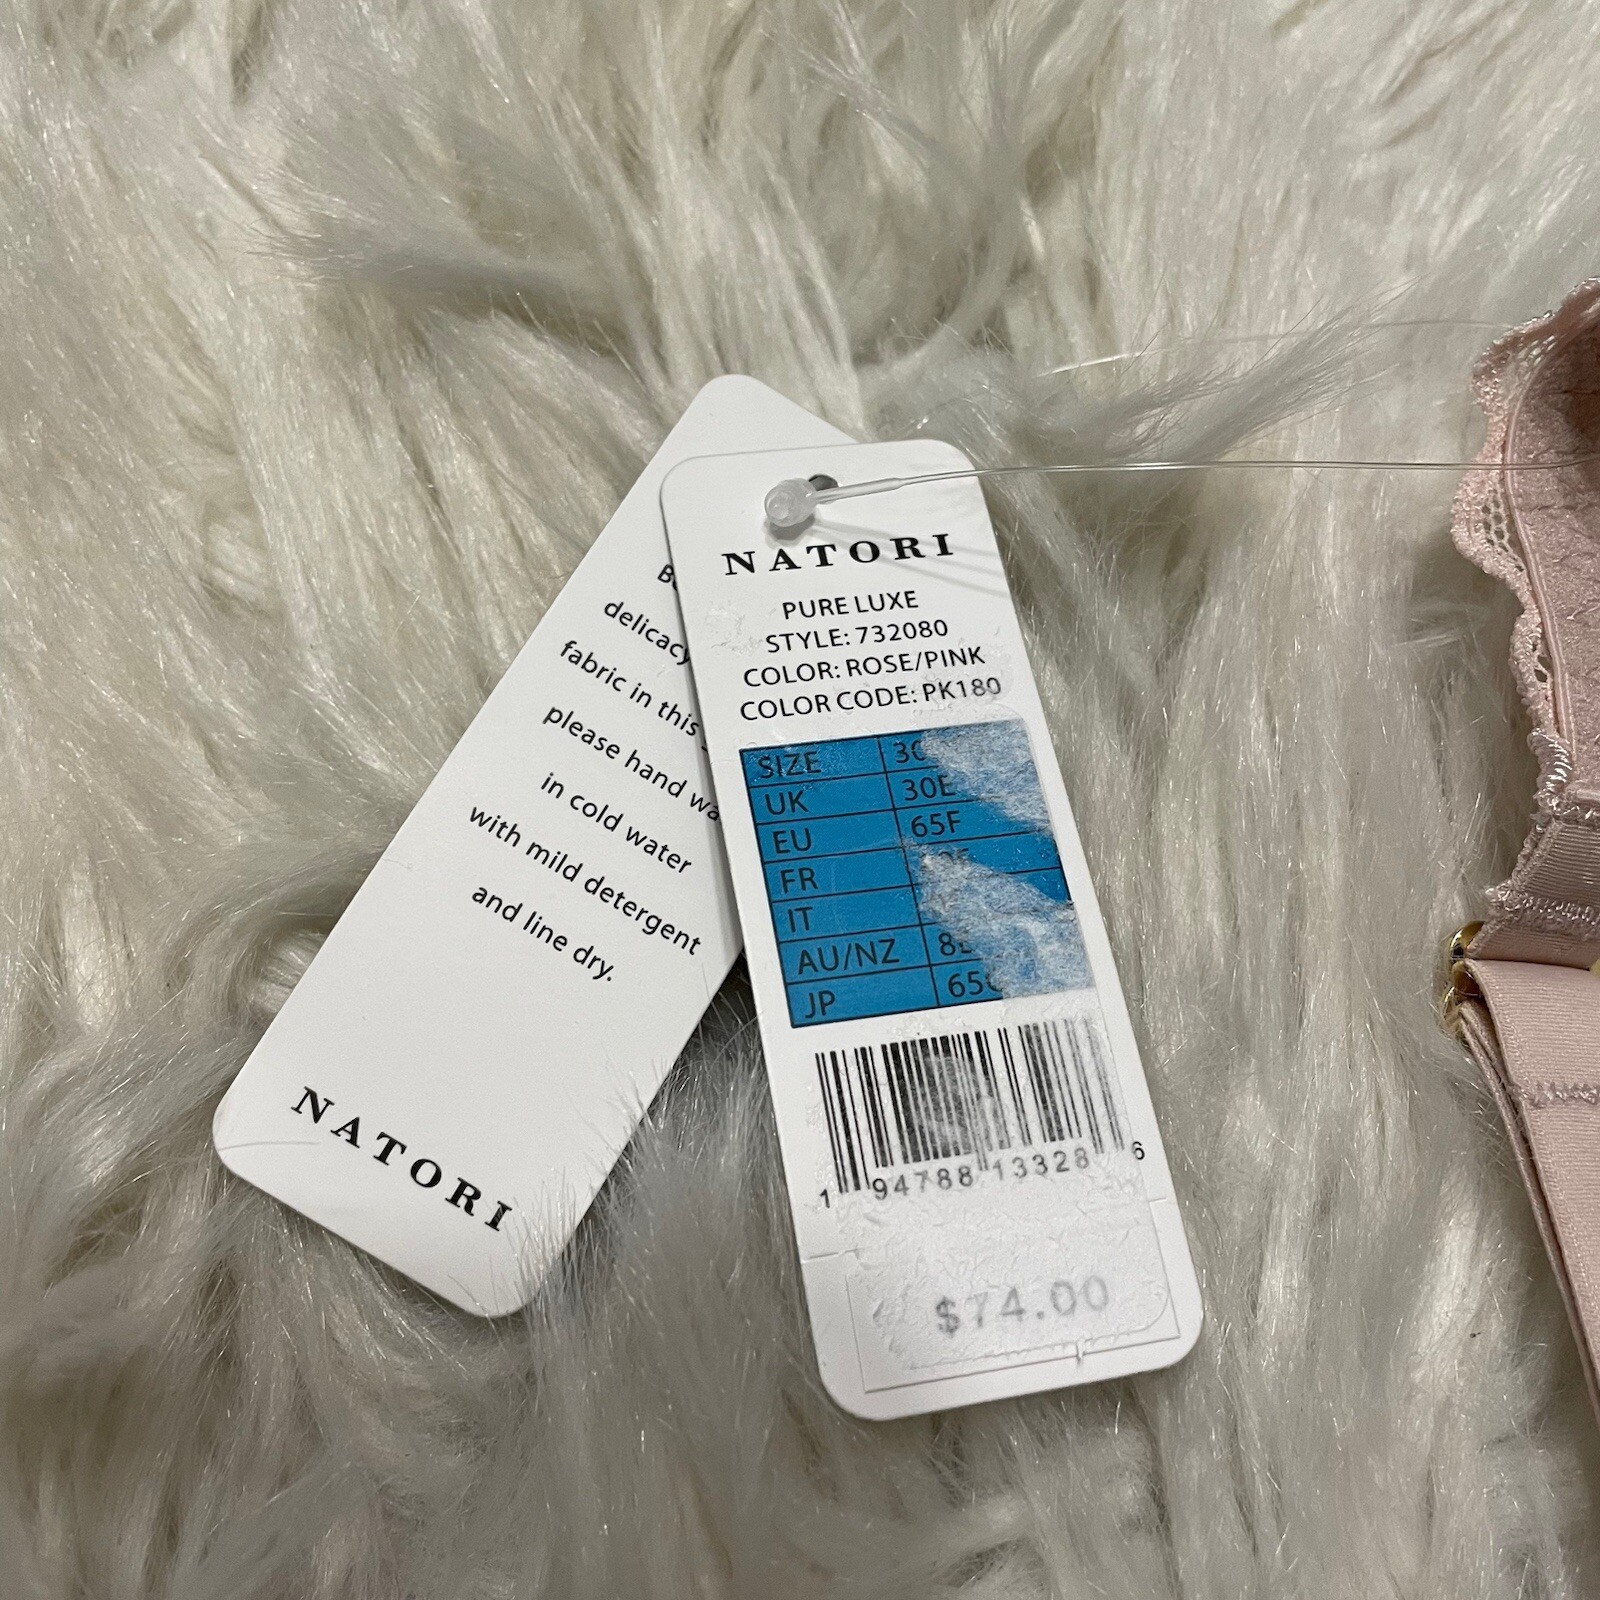 NATORI
PURE LUXE
STYLE: 732080
COLOR: ROSE/PINK
COLOR CODE: PK180
SIZE
UK 30E
EU 65F
FR
IT
AU/NZ
JP
1 94788 13328 6
$74.00
delicacy
fabric in this
please hand
in cold water
with mild detergent
and line dry.
NATORI